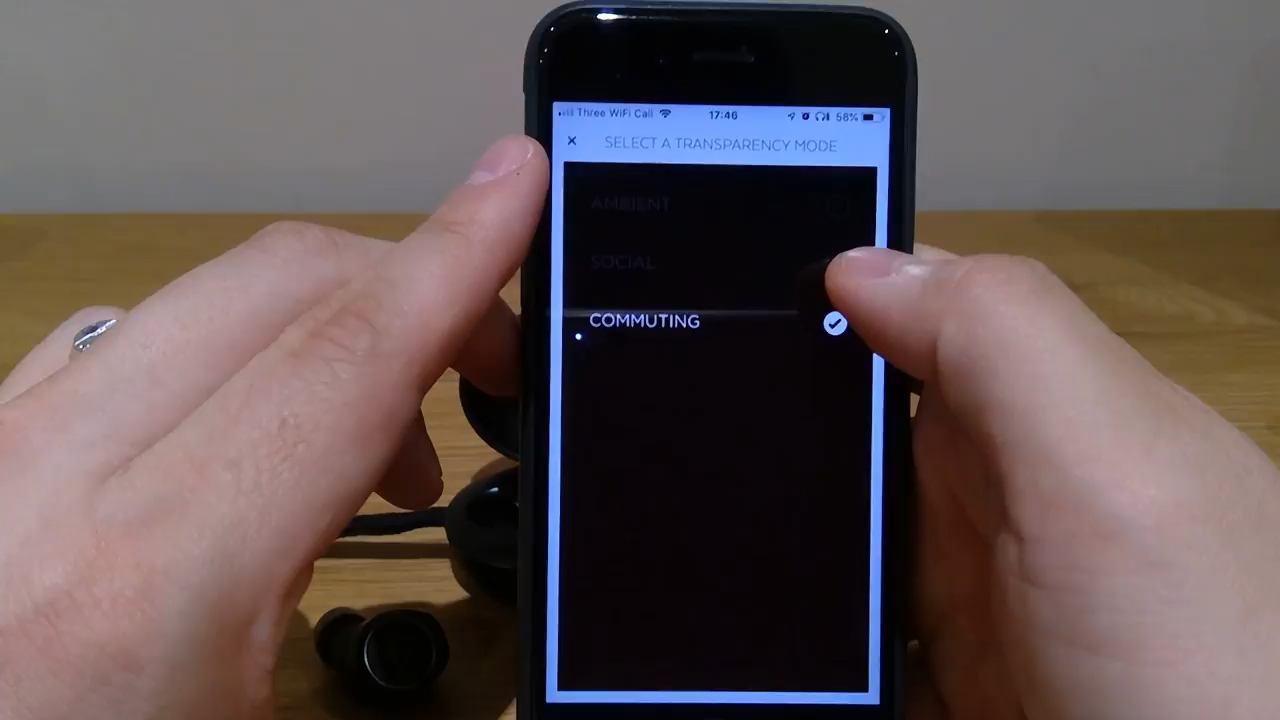 Three WiFi Call 17:46 58%
SELECT A TRANSPARENCY MODE
AMBIENT
SOCIAL
COMMUTING